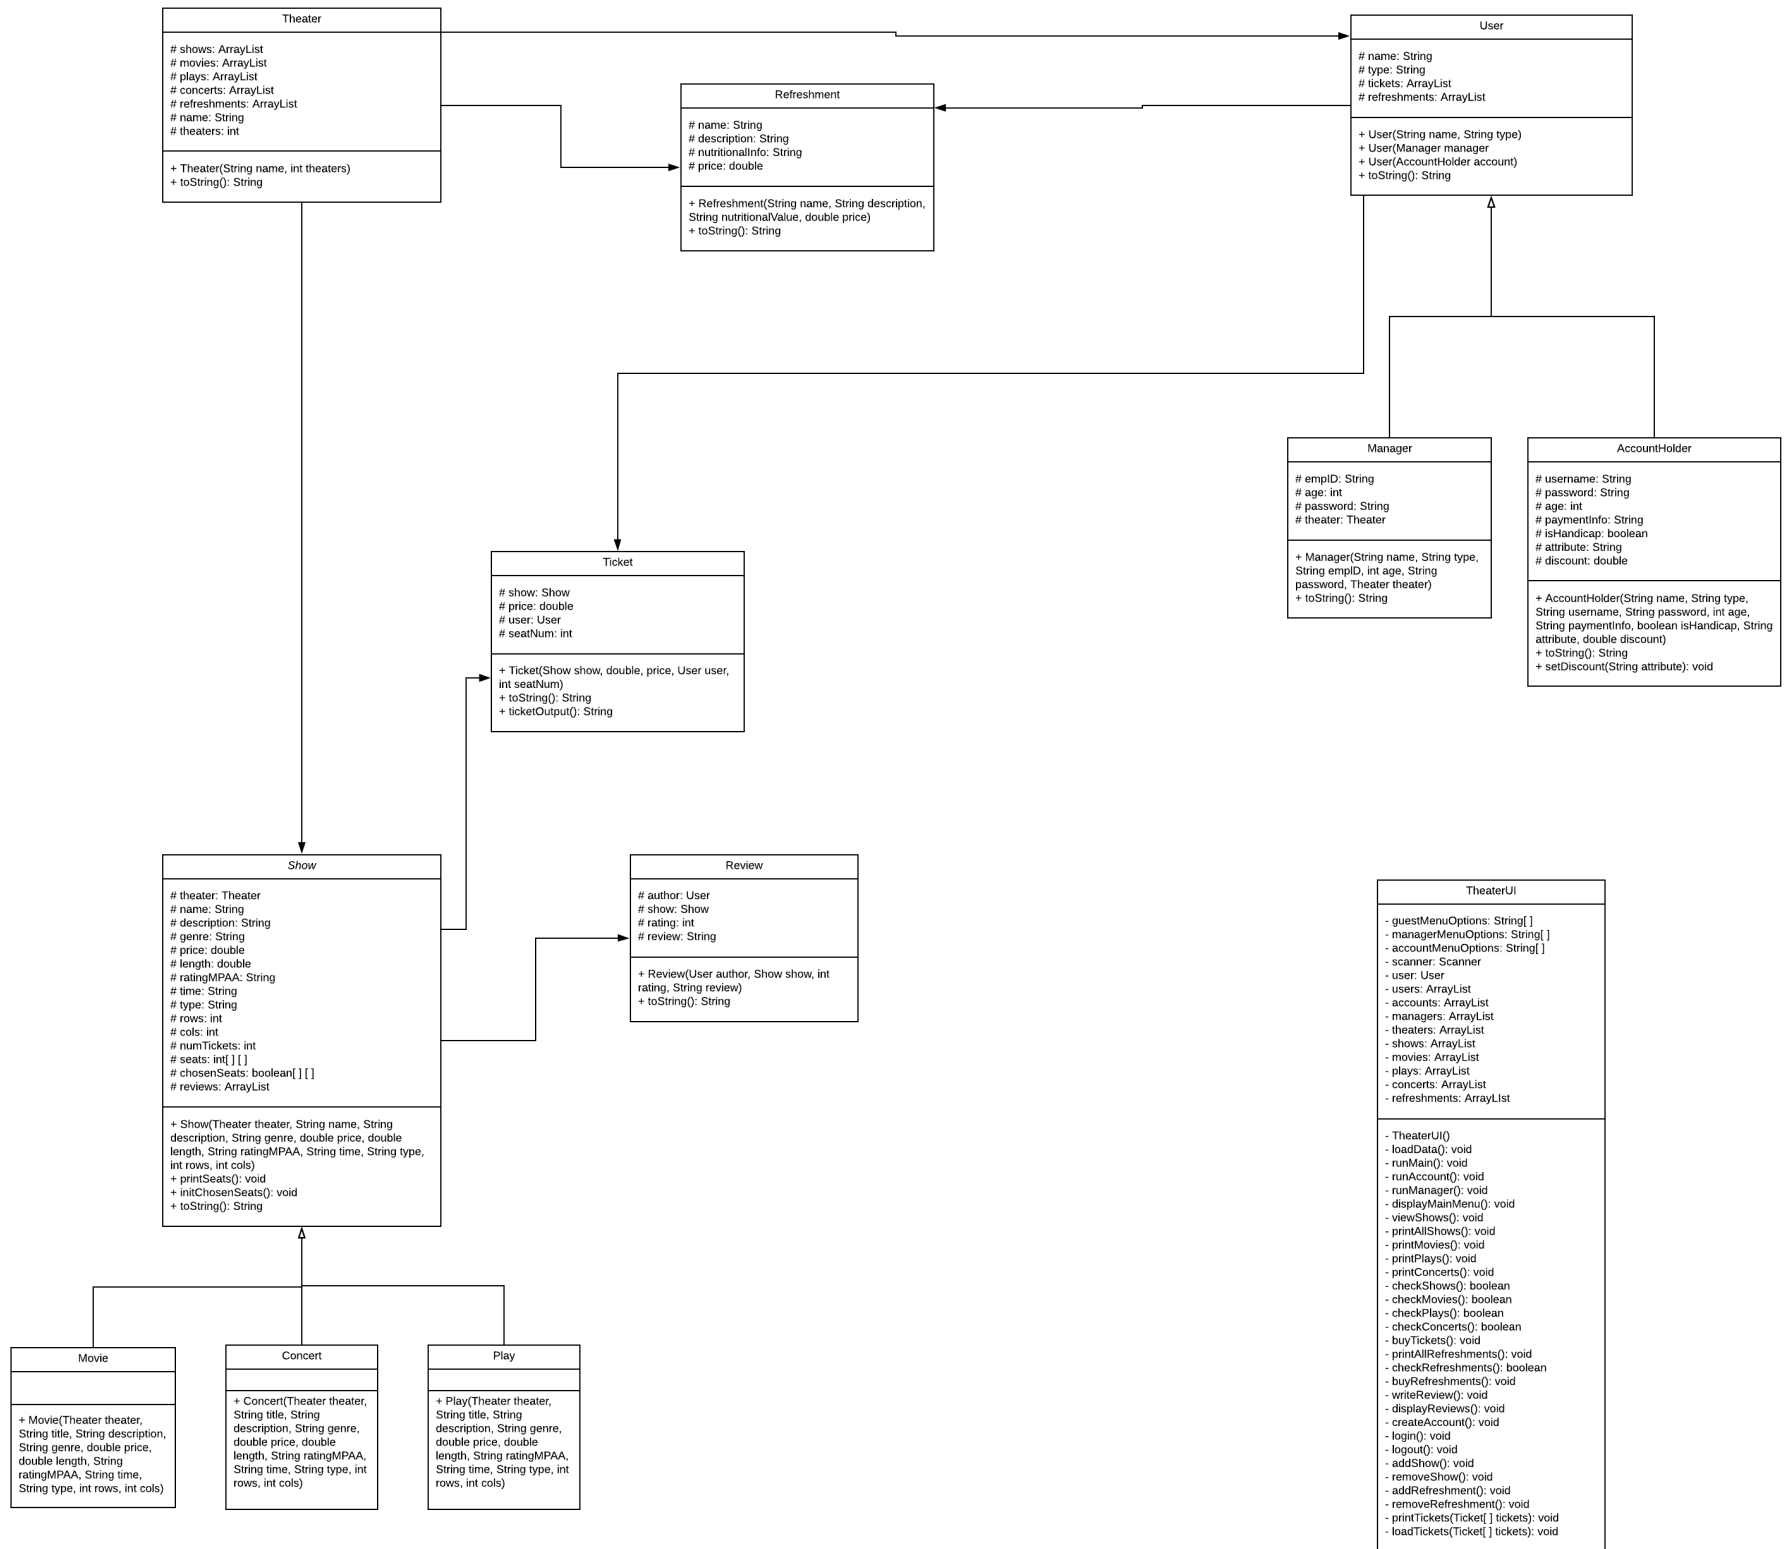 Theater
# shows: ArrayList
# movies: ArrayList
# plays: ArrayList
# concerts: ArrayList
# refreshments: ArrayList
# name: String
# theaters: int
+ Theater(String name, int theaters)
+ toString(): String
Refreshment
# name: String
# description: String
# nutritionalInfo: String
# price: double
+ Refreshment(String name, String description,
String nutritionalValue, double price)
+ toString(): String
User
# name: String
# type: String
# tickets: ArrayList
# refreshments: ArrayList
+ User(String name, String type)
+ User(Manager manager
+ User(AccountHolder account)
+ toString(): String
Manager
# empID: String
# age: int
# password: String
# theater: Theater
+ Manager(String name, String type,
String empID, int age, String
password, Theater theater)
+ toString(): String
AccountHolder
# username: String
# password: String
# age: int
# paymentInfo: String
# isHandicap: boolean
# attribute: String
# discount: double
+ AccountHolder(String name, String type,
String username, String password, int age,
String paymentInfo, boolean isHandicap, String
attribute, double discount)
+ toString(): String
+ setDiscount(String attribute): void
Ticket
# show: Show
# price: double
# user: User
# seatNum: int
+ Ticket(Show show, double, price, User user,
int seatNum)
+ toString(): String
+ ticketOutput(): String
Show
# theater: Theater
# name: String
# description: String
# genre: String
# price: double
# length: double
# ratingMPAA: String
# time: String
# type: String
# rows: int
# cols: int
# numTickets: int
# seats: int[ ] [ ]
# chosenSeats: boolean[ ] [ ]
# reviews: ArrayList
+ Show(Theater theater, String name, String
description, String genre, double price, double
length, String ratingMPAA, String time, String type,
int rows, int cols)
+ printSeats(): void
+ initChosenSeats(): void
+ toString(): String
Review
# author: User
# show: Show
# rating: int
# review: String
+ Review(User author, Show show, int
rating, String review)
+ toString(): String
TheaterUI
- guestMenuOptions: String[ ]
- managerMenuOptions: String[ ]
- accountMenuOptions: String[ ]
- scanner: Scanner
- user: User
- users: ArrayList
- accounts: ArrayList
- managers: ArrayList
- theaters: ArrayList
- shows: ArrayList
- movies: ArrayList
- plays: ArrayList
- concerts: ArrayList
- refreshments: ArrayLIst
- TheaterUI()
- loadData(): void
- runMain(): void
- runAccount(): void
- runManager(): void
- displayMainMenu(): void
- viewShows(): void
- printAllShows(): void
- printMovies(): void
- printPlays(): void
- printConcerts(): void
- checkShows(): boolean
- checkMovies(): boolean
- checkPlays(): boolean
- checkConcerts(): boolean
- buyTickets(): void
- printAllRefreshments(): void
- checkRefreshments(): boolean
- buyRefreshments(): void
- writeReview(): void
- displayReviews(): void
- createAccount(): void
- login(): void
- logout(): void
- addShow(): void
- removeShow(): void
- addRefreshment(): void
- removeRefreshment(): void
- printTickets(Ticket[ ] tickets): void
- loadTickets(Ticket[ ] tickets): void
Movie
+ Movie(Theater theater,
String title, String description,
String genre, double price,
double length, String
ratingMPAA, String time,
String type, int rows, int cols)
Concert
+ Concert(Theater theater,
String title, String
description, String genre,
double price, double
length, String ratingMPAA,
String time, String type, int
rows, int cols)
Play
+ Play(Theater theater,
String title, String
description, String genre,
double price, double
length, String ratingMPAA,
String time, String type, int
rows, int cols)